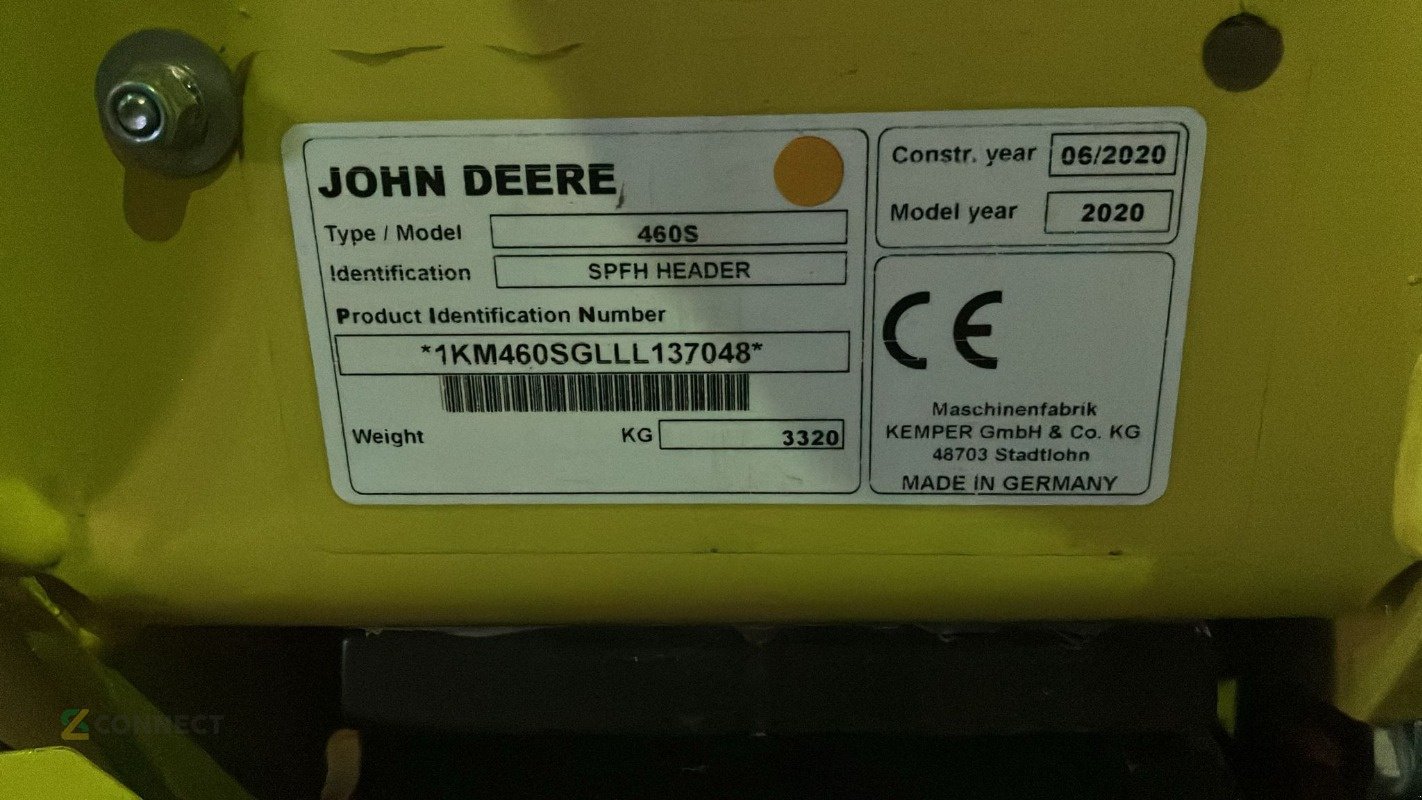 JOHN DEERE
Type / Model 460S
Identification SPFH HEADER
Product Identification Number
*1KM460SGLLL137048*
Weight KG 3320
Constr. year 06/2020
Model year 2020
CE
Maschinenfabrik
KEMPER GmbH & Co. KG
48703 Stadtlohn
MADE IN GERMANY
CONNECT